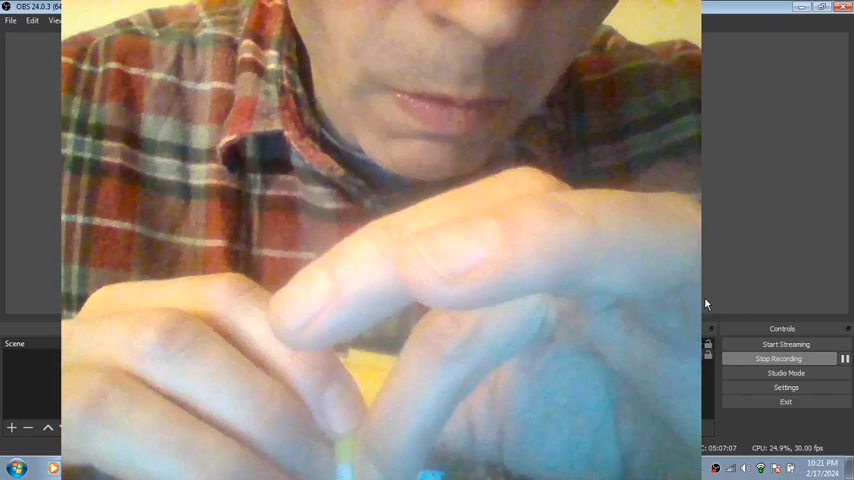 OBS 24.0.3 (64
File Edit Vie
Scene
Controls
Start Streaming
Stop Recording
Studio Mode
Settings
Exit
C: 05:07:07 CPU: 24.9%, 30.00 fps
10:21 PM
2/17/2024